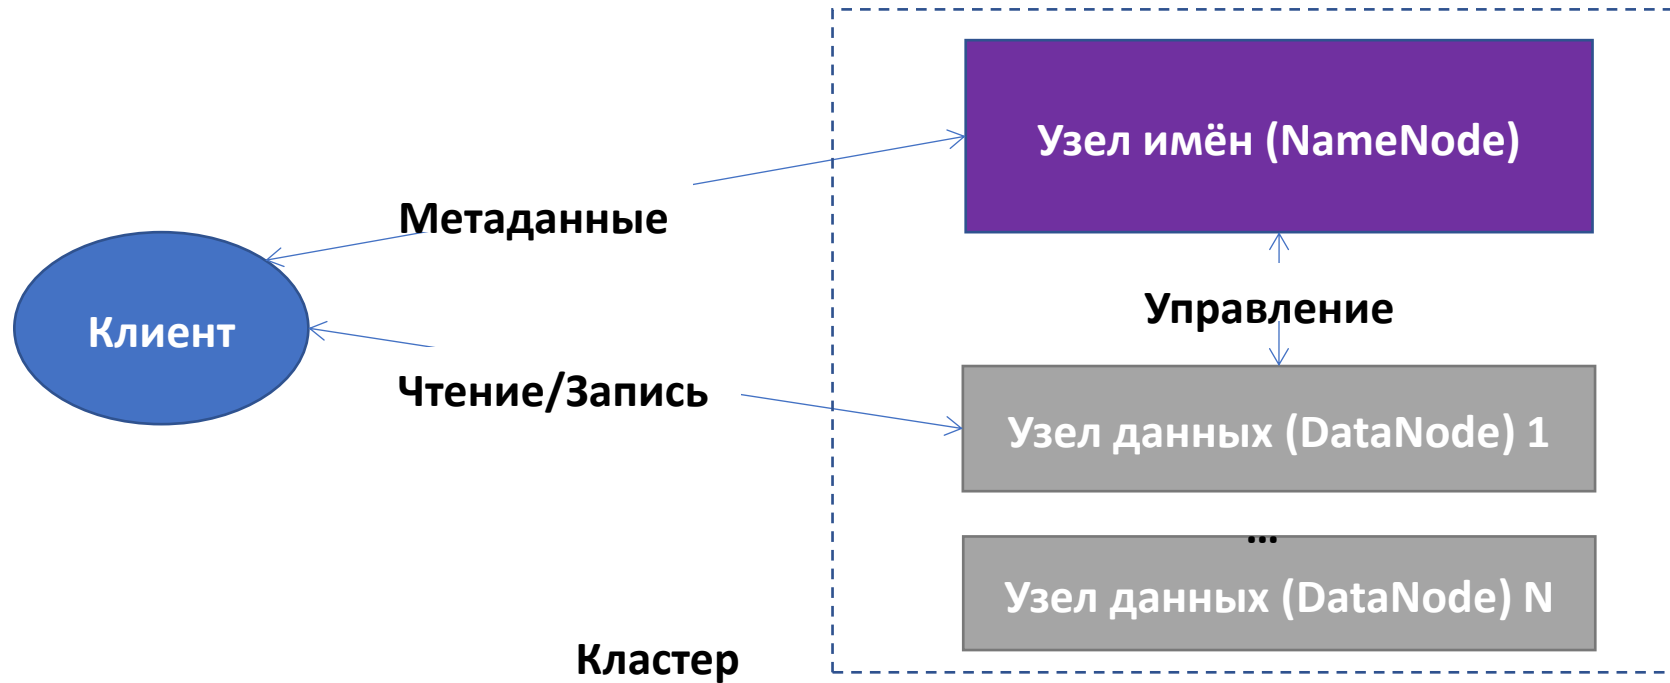 Узел имён (NameNode)
Метаданные
Управление
Клиент
Чтение/Запись
Узел данных (DataNode) 1
...
Узел данных (DataNode) N
Кластер